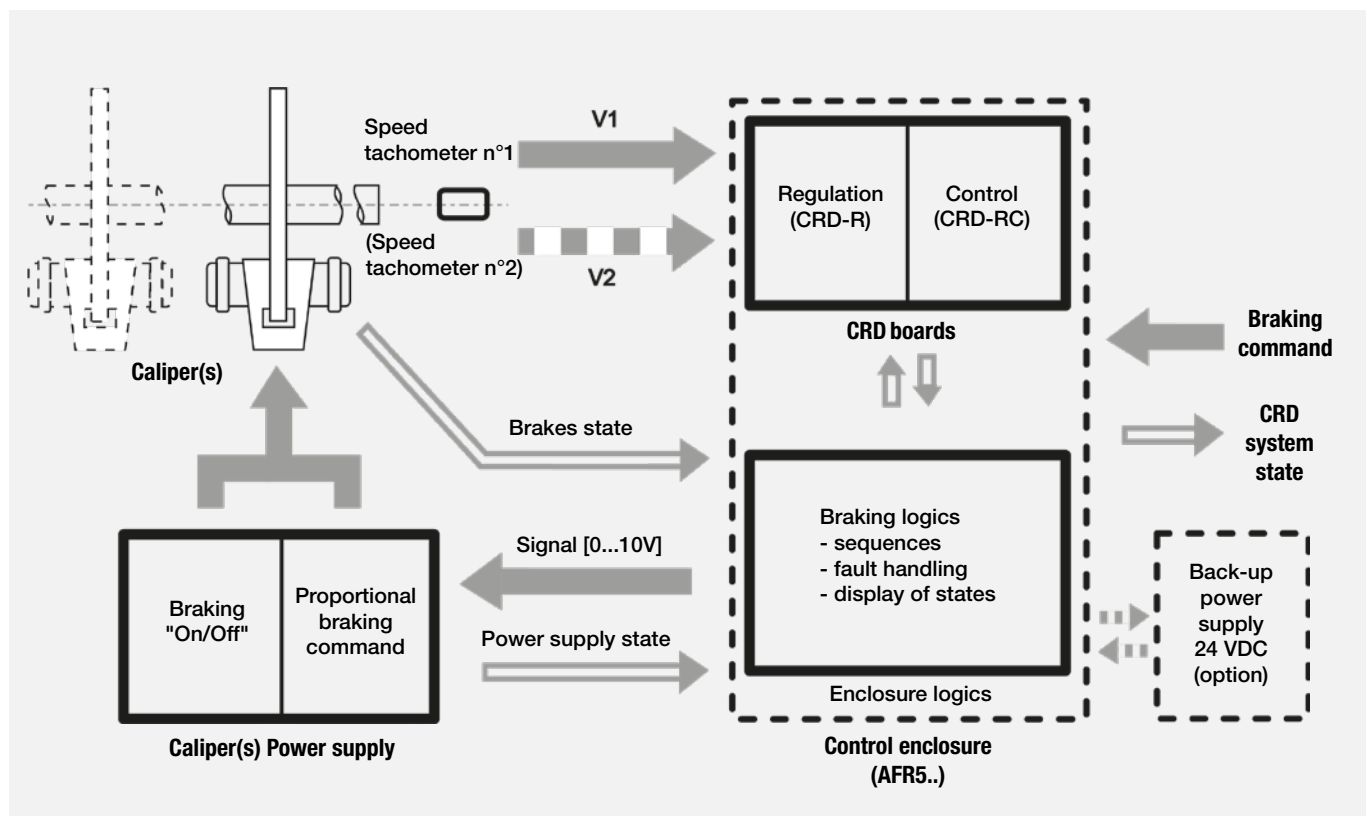 Speed
tachometer n°1
V1
(Speed
tachometer n°2)
V2
Caliper(s)
Regulation
(CRD-R)
Control
(CRD-RC)
CRD boards
Braking
command
CRD
system
state
Brakes state
Braking logics
- sequences
- fault handling
- display of states
Enclosure logics
Control enclosure
(AFR5..)
Signal [0...10V]
Power supply state
Braking
"On/Off"
Proportional
braking
command
Caliper(s) Power supply
Back-up
power
supply
24 VDC
(option)